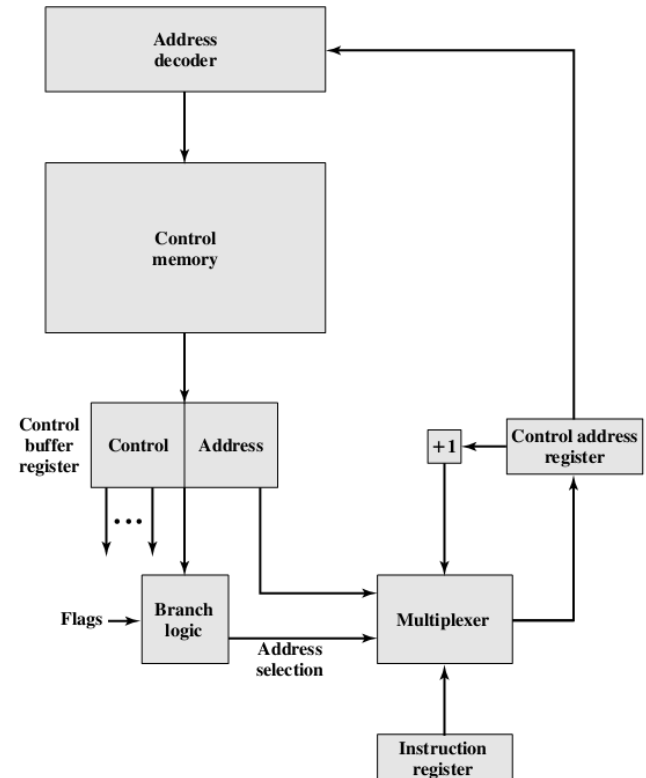 Address
decoder
Control
memory
Control
buffer
register
Control
Address
+1
Control address
register
Flags
Branch
logic
Address
selection
Multiplexer
Instruction
register